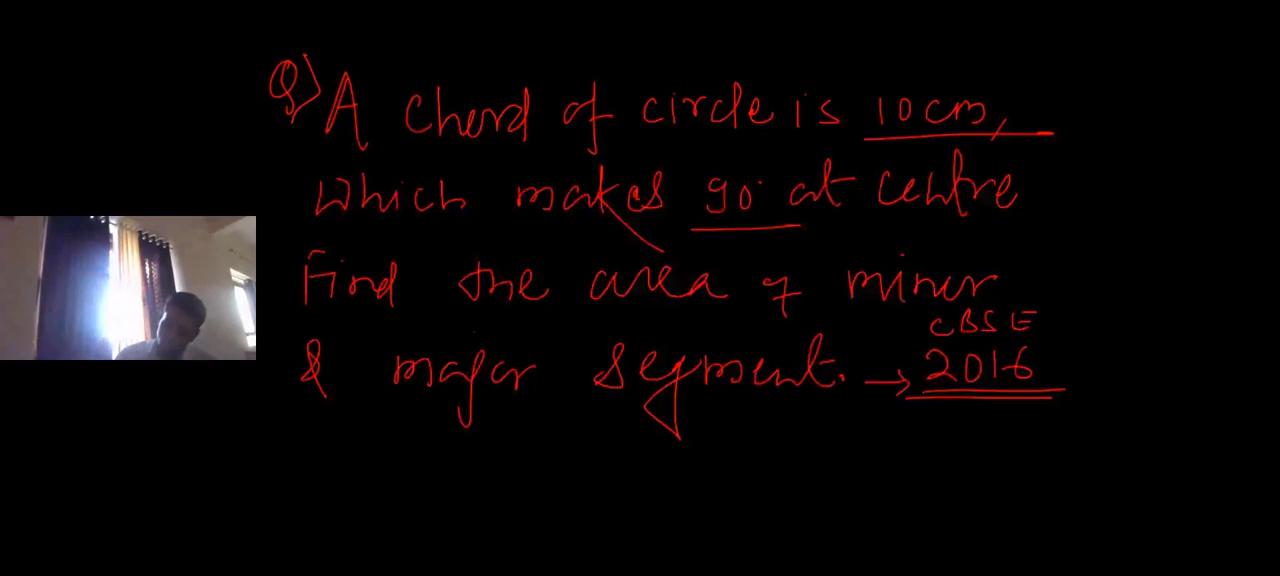 Q) A chord of circle is 10cm,
which makes 90° at centre
Find the area of minor
& major segment. → CBSE 2016